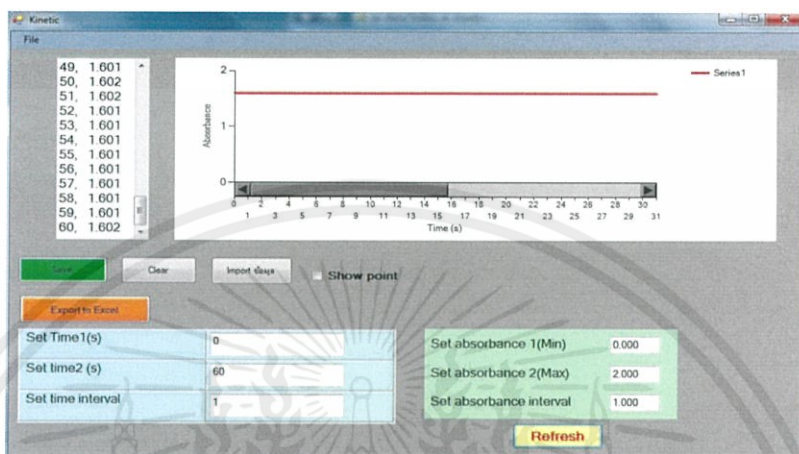 Kinetic
File
49, 1.601
50, 1.602
51, 1.602
52, 1.601
53, 1.601
54, 1.601
55, 1.601
56, 1.601
57, 1.601
58, 1.601
59, 1.601
60, 1.602
Series1
2
1
0
Absorbance
0 2 4 6 8 10 12 14 16 18 20 22 24 26 28 30
1 3 5 7 9 11 13 15 17 19 21 23 25 27 29 31
Time (s)
Save Clear Import ข้อมูล Show point
Export to Excel
Set Time1(s) 0
Set time2 (s) 60
Set time interval 1
Set absorbance 1(Min) 0.000
Set absorbance 2(Max) 2.000
Set absorbance interval 1.000
Refresh